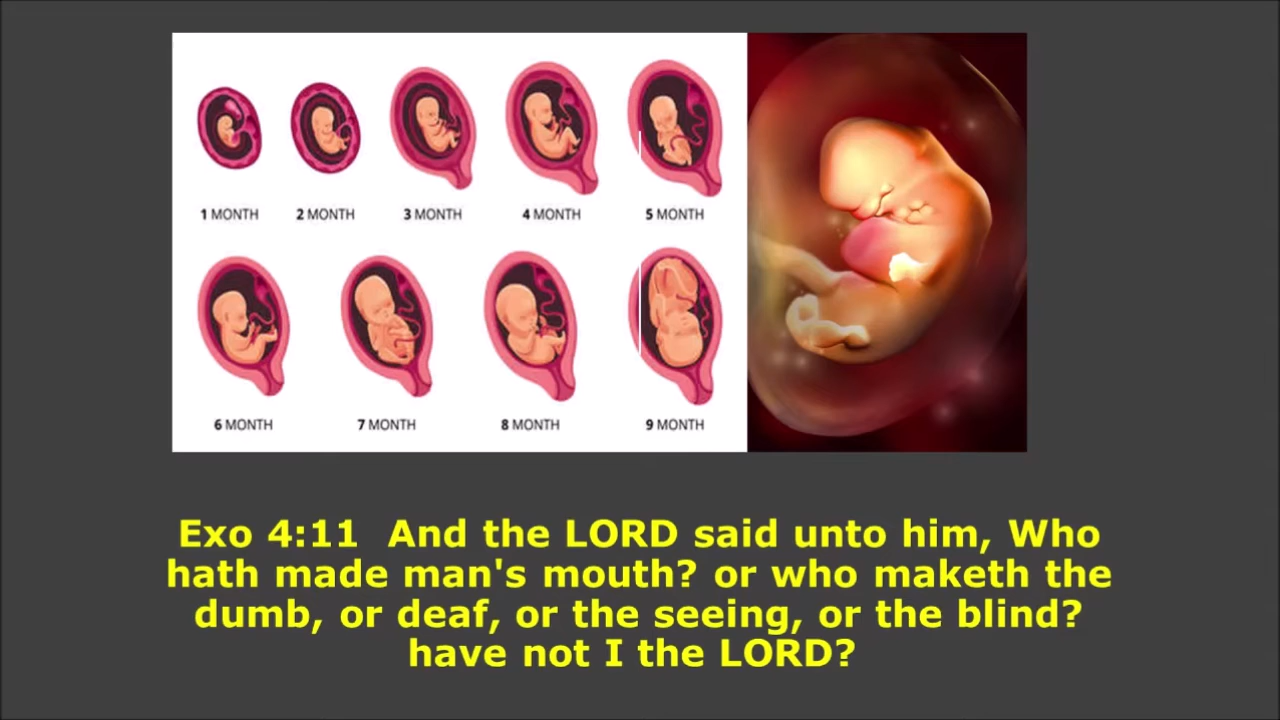 1 MONTH
2 MONTH
3 MONTH
4 MONTH
5 MONTH
6 MONTH
7 MONTH
8 MONTH
9 MONTH
Exo 4:11  And the LORD said unto him, Who
hath made man's mouth? or who maketh the
dumb, or deaf, or the seeing, or the blind?
have not I the LORD?